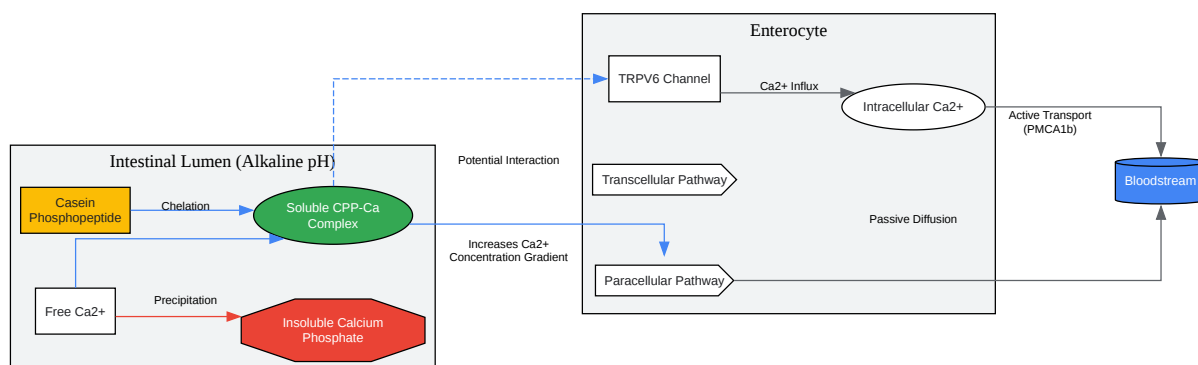 Enterocyte
TRPV6 Channel
Ca2+ Influx
Intracellular Ca2+
Active Transport
(PMCA1b)
Intestinal Lumen (Alkaline pH)
Potential Interaction
Transcellular Pathway
Bloodstream
Casein
Phosphopeptide
Chelation
Soluble CPP-Ca
Complex
Passive Diffusion
Increases Ca2+
Concentration Gradient
Paracellular Pathway
Free Ca2+
Precipitation
Insoluble Calcium
Phosphate